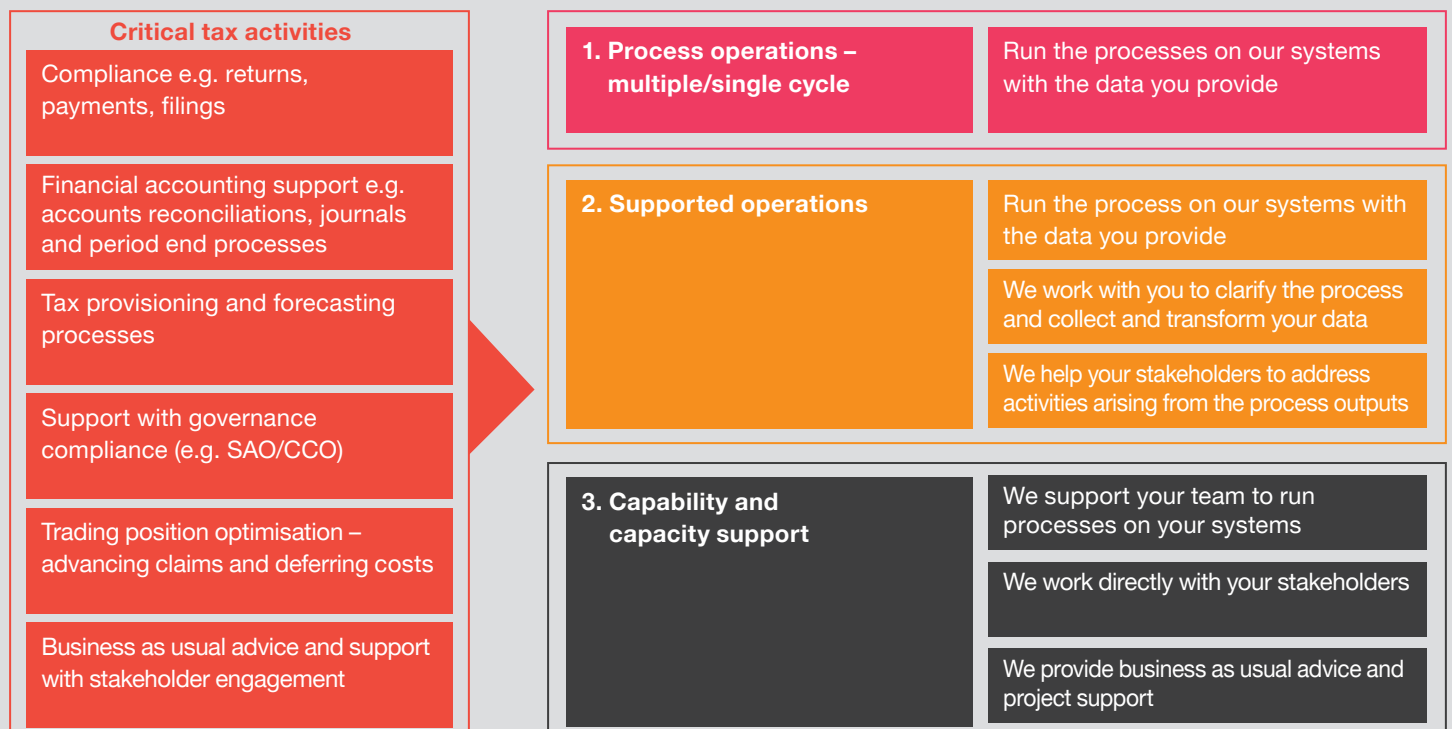 Critical tax activities
Compliance e.g. returns,
payments, filings
Financial accounting support e.g.
accounts reconciliations, journals
and period end processes
Tax provisioning and forecasting
processes
Support with governance
compliance (e.g. SAO/CCO)
Trading position optimisation –
advancing claims and deferring costs
Business as usual advice and support
with stakeholder engagement
1. Process operations –
multiple/single cycle
Run the processes on our systems
with the data you provide
2. Supported operations
Run the process on our systems with
the data you provide
We work with you to clarify the process
and collect and transform your data
We help your stakeholders to address
activities arising from the process outputs
3. Capability and
capacity support
We support your team to run
processes on your systems
We work directly with your stakeholders
We provide business as usual advice and
project support